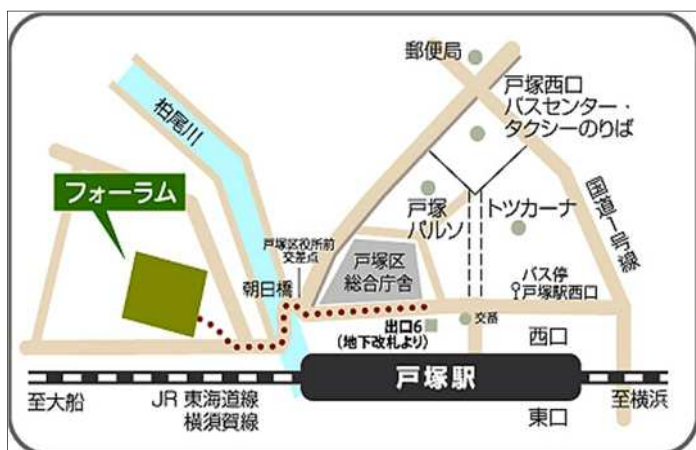 郵便局
戸塚西口
バスセンター・
タクシーのりば
柏尾川
フォーラム
戸塚
パルソ
トツカーナ
国道1号線
戸塚区役所前
交差点
戸塚区
総合庁舎
朝日橋
バス停
戸塚駅西口
出口6
(地下改札より)
交番
西口
戸塚駅
至大船
JR 東海道線
横須賀線
東口
至横浜